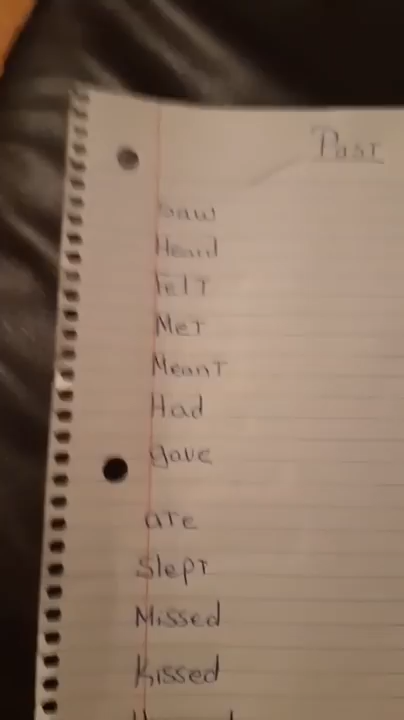 Past
Saw
Heard
Felt
Met
Meant
Had
gave
ate
slept
Missed
Kissed